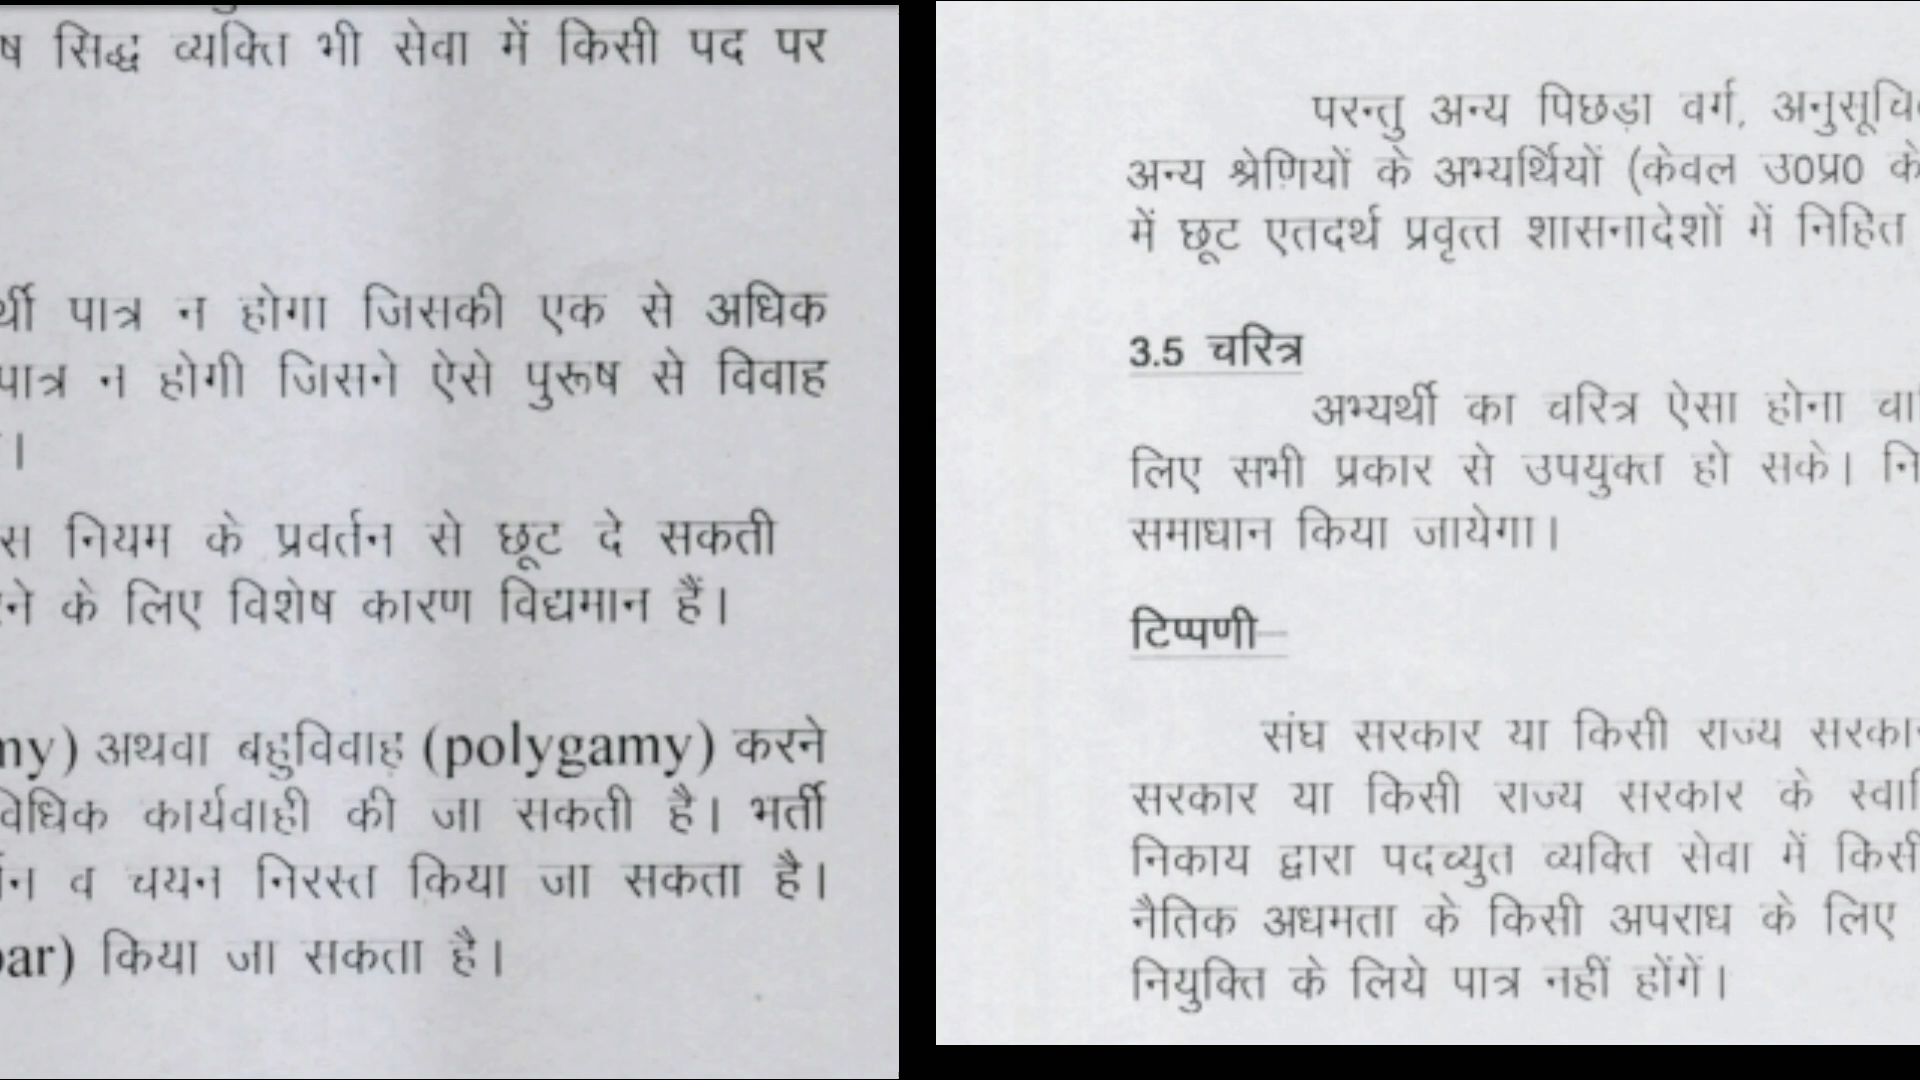 सिद्ध व्यक्ति भी सेवा में किसी पद पर
पात्र न होगा जिसकी एक से अधिक
पात्र न होगी जिसने ऐसे पुरूष से विवाह
।
नियम के प्रवर्तन से छूट दे सकती
के लिए विशेष कारण विद्यमान हैं।
अथवा बहुविवाह (polygamy) करने
कार्यवाही की जा सकती है। भर्ती
व चयन निरस्त किया जा सकता है।
किया जा सकता है।
परन्तु अन्य पिछड़ा वर्ग,
अन्य श्रेणियों के अभ्यर्थियों (केवल उ0प्र0 के
में छूट एतदर्थ प्रवृत्त शासनादेशों में निहित
3.5 चरित्र
अभ्यर्थी का चरित्र ऐसा होना
लिए सभी प्रकार से उपयुक्त हो सके।
समाधान किया जायेगा।
टिप्पणी—
संघ सरकार या किसी राज्य सरकार
सरकार या किसी राज्य सरकार के
निकाय द्वारा पदच्युत व्यक्ति सेवा में किसी
नैतिक अधमता के किसी अपराध के लिए
नियुक्ति के लिये पात्र नहीं होंगें।